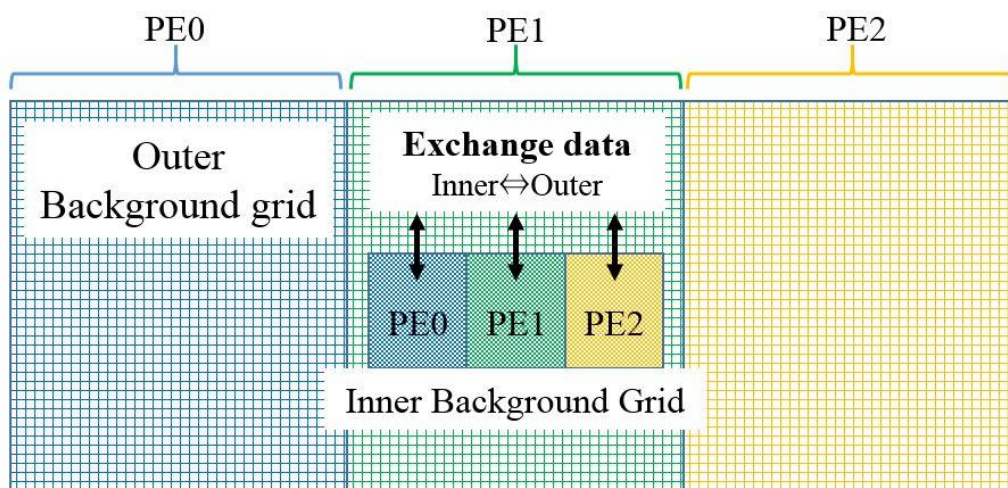 PE0 PE1 PE2
Outer
Background grid
Exchange data
Inner⇔Outer
PE0 PE1 PE2
Inner Background Grid